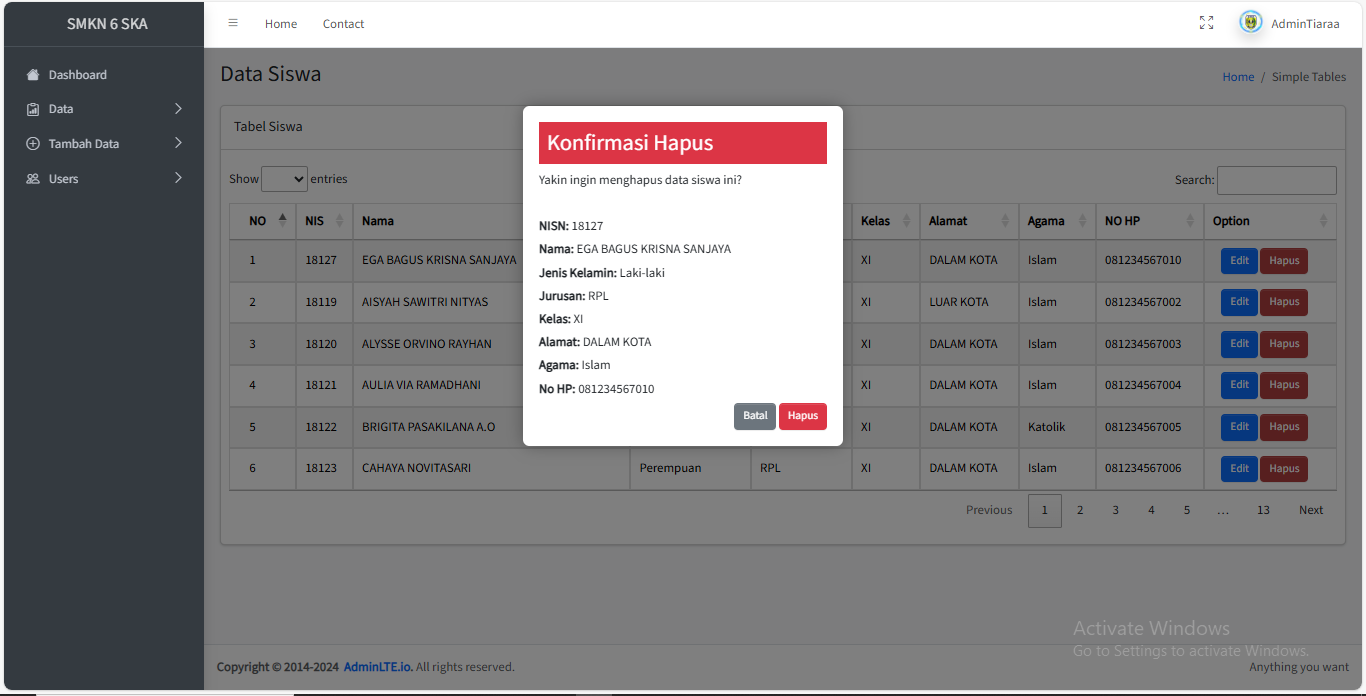 SMKN 6 SKA
Home Contact
AdminTiaraa
Dashboard
Data
Tambah Data
Users
Data Siswa
Home / Simple Tables
Tabel Siswa
Show entries
Search:
NO NIS Nama Kelas Alamat Agama NO HP Option
1 18127 EGA BAGUS KRISNA SANJAYA XI DALAM KOTA Islam 081234567010 Edit Hapus
2 18119 AISYAH SAWITRI NITYAS XI LUAR KOTA Islam 081234567002 Edit Hapus
3 18120 ALYSSE ORVINO RAYHAN XI DALAM KOTA Islam 081234567003 Edit Hapus
4 18121 AULIA VIA RAMADHANI XI DALAM KOTA Islam 081234567004 Edit Hapus
5 18122 BRIGITA PASAKILANA A.O XI DALAM KOTA Katolik 081234567005 Edit Hapus
6 18123 CAHAYA NOVITASARI Perempuan RPL XI DALAM KOTA Islam 081234567006 Edit Hapus
Previous 1 2 3 4 5 … 13 Next
Konfirmasi Hapus
Yakin ingin menghapus data siswa ini?
NISN: 18127
Nama: EGA BAGUS KRISNA SANJAYA
Jenis Kelamin: Laki-laki
Jurusan: RPL
Kelas: XI
Alamat: DALAM KOTA
Agama: Islam
No HP: 081234567010
Batal Hapus
Activate Windows
Go to Settings to activate Windows.
Copyright © 2014-2024 AdminLTE.io. All rights reserved.
Anything you want